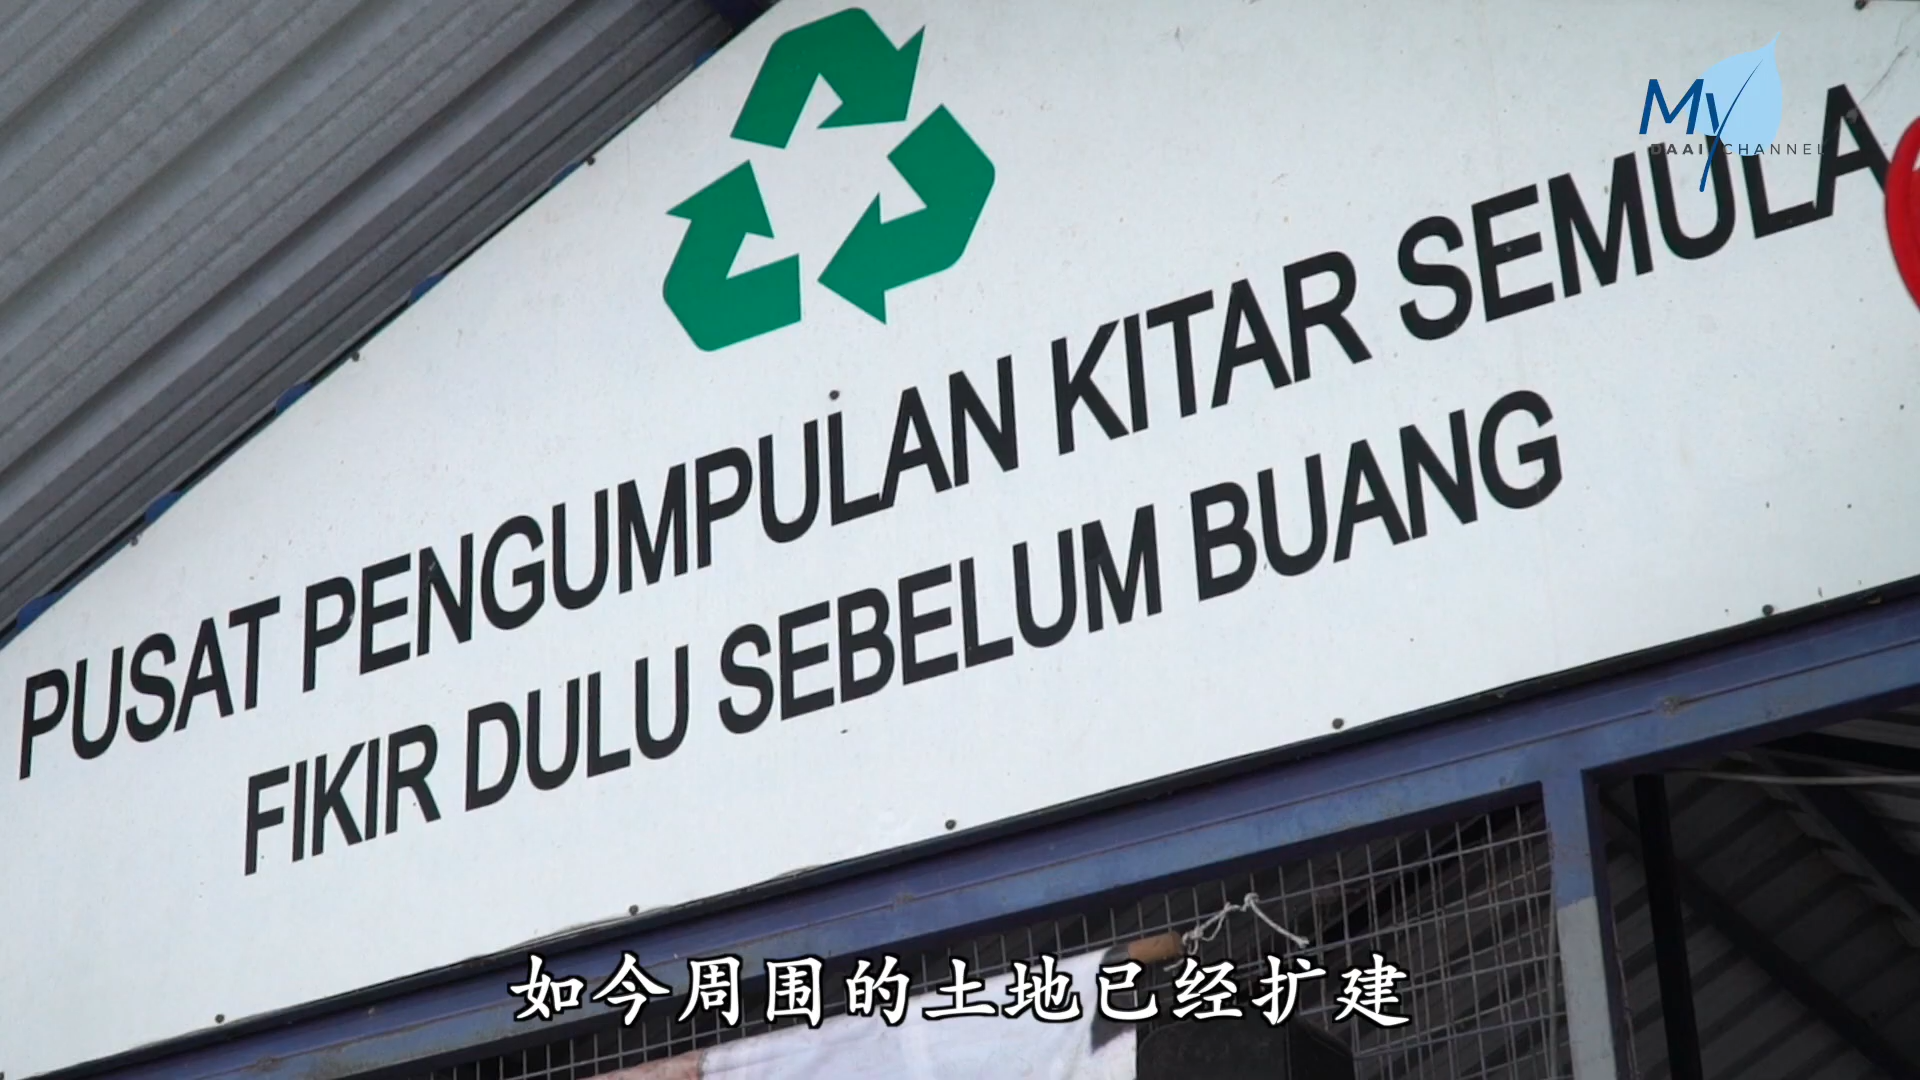 My
DAAI CHANNEL
PUSAT PENGUMPULAN KITAR SEMULA
FIKIR DULU SEBELUM BUANG
如今周围的土地已经扩建